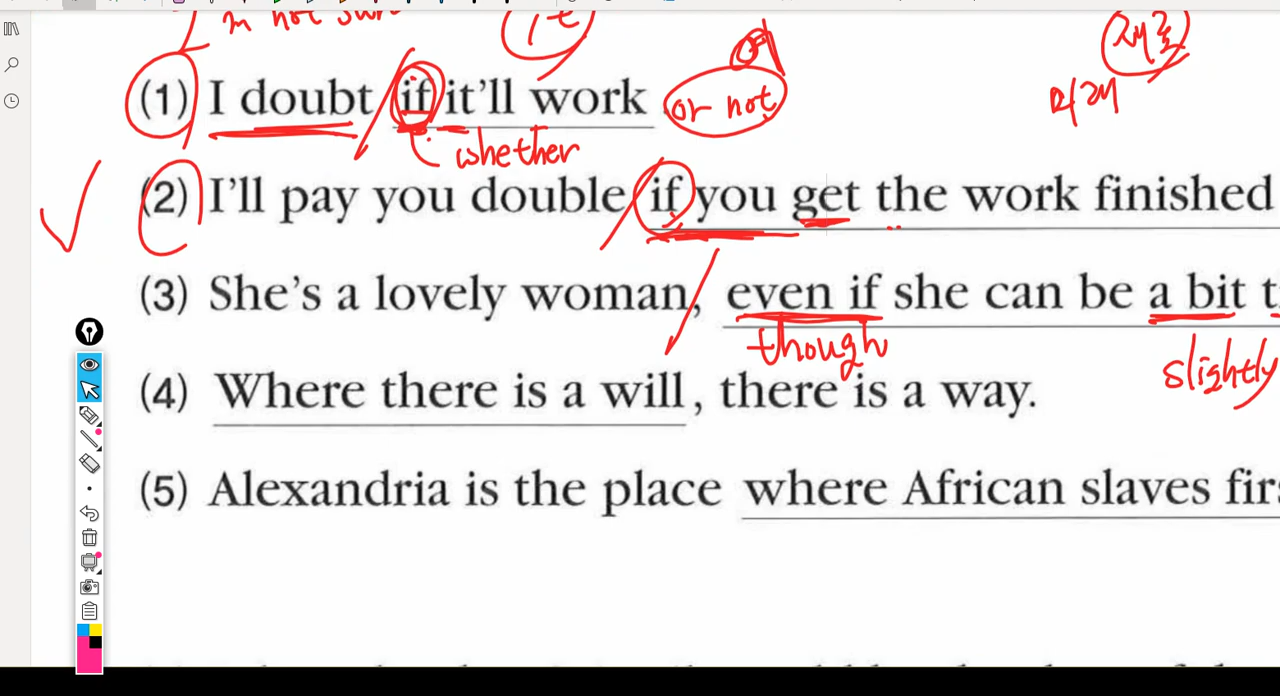 m not
(1) I doubt if it'll work or not
whether
(2) I'll pay you double if you get the work finished
(3) She's a lovely woman, even if she can be a bit t
though
slightly
(4) Where there is a will, there is a way.
(5) Alexandria is the place where African slaves firs